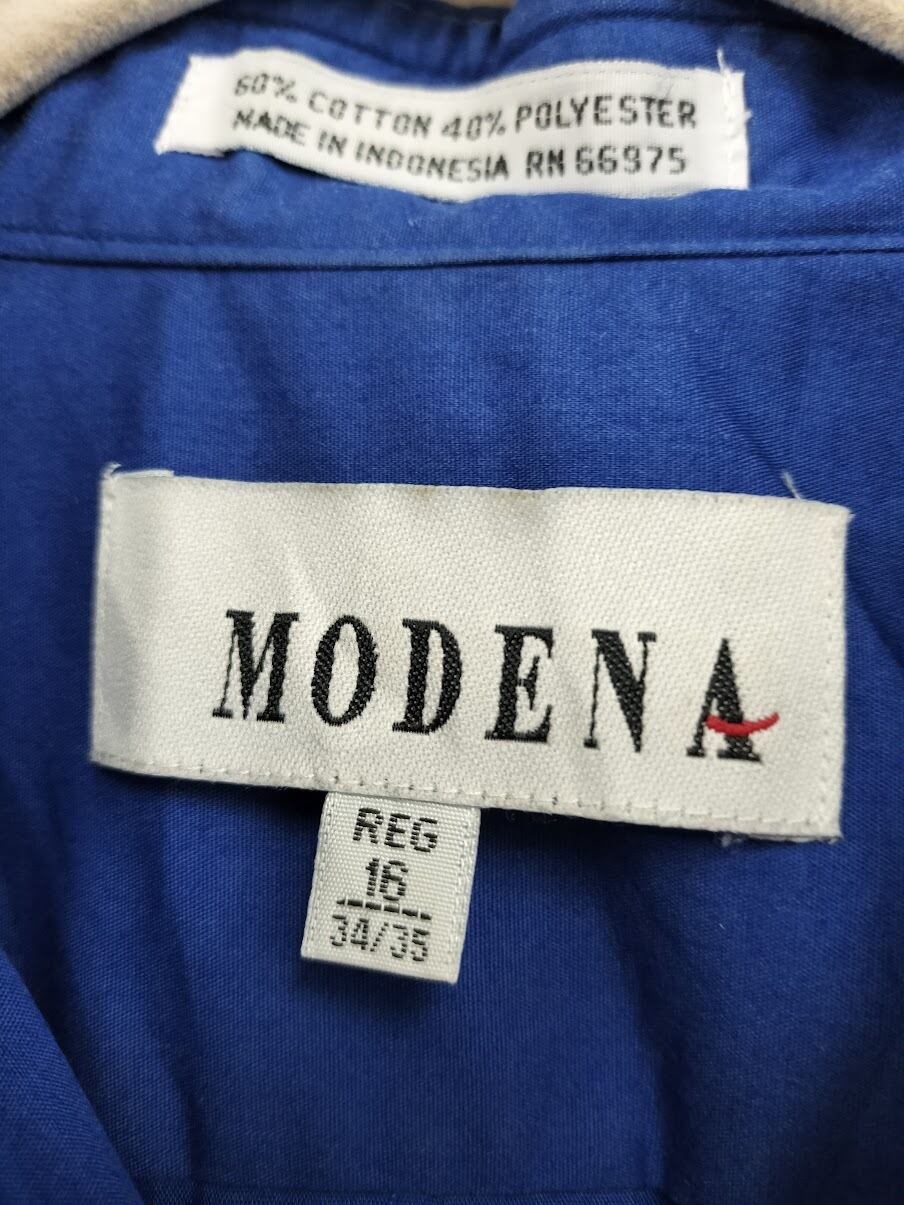 60% COTTON 40% POLYESTER
MADE IN INDONESIA RN 66975
MODENA
REG
16
34/35